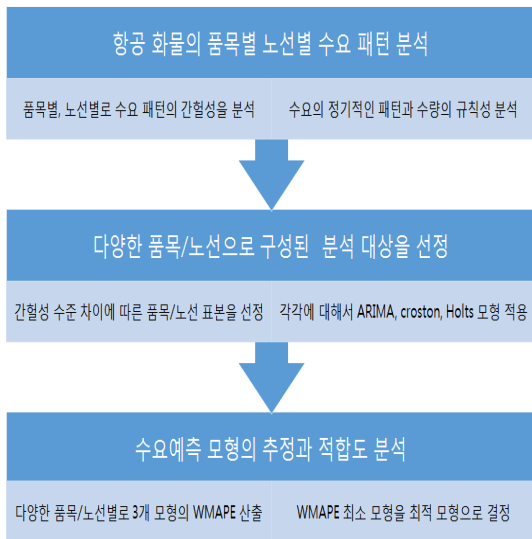 항공 화물의 품목별 노선별 수요 패턴 분석
품목별, 노선별로 수요 패턴의 간헐성을 분석
수요의 정기적인 패턴과 수량의 규칙성 분석
다양한 품목/노선으로 구성된 분석 대상을 선정
간헐성 수준 차이에 따른 품목/노선 표본을 선정
각각에 대해서 ARIMA, croston, Holts 모형 적용
수요예측 모형의 추정과 적합도 분석
다양한 품목/노선별로 3개 모형의 WMAPE 산출
WMAPE 최소 모형을 최적 모형으로 결정